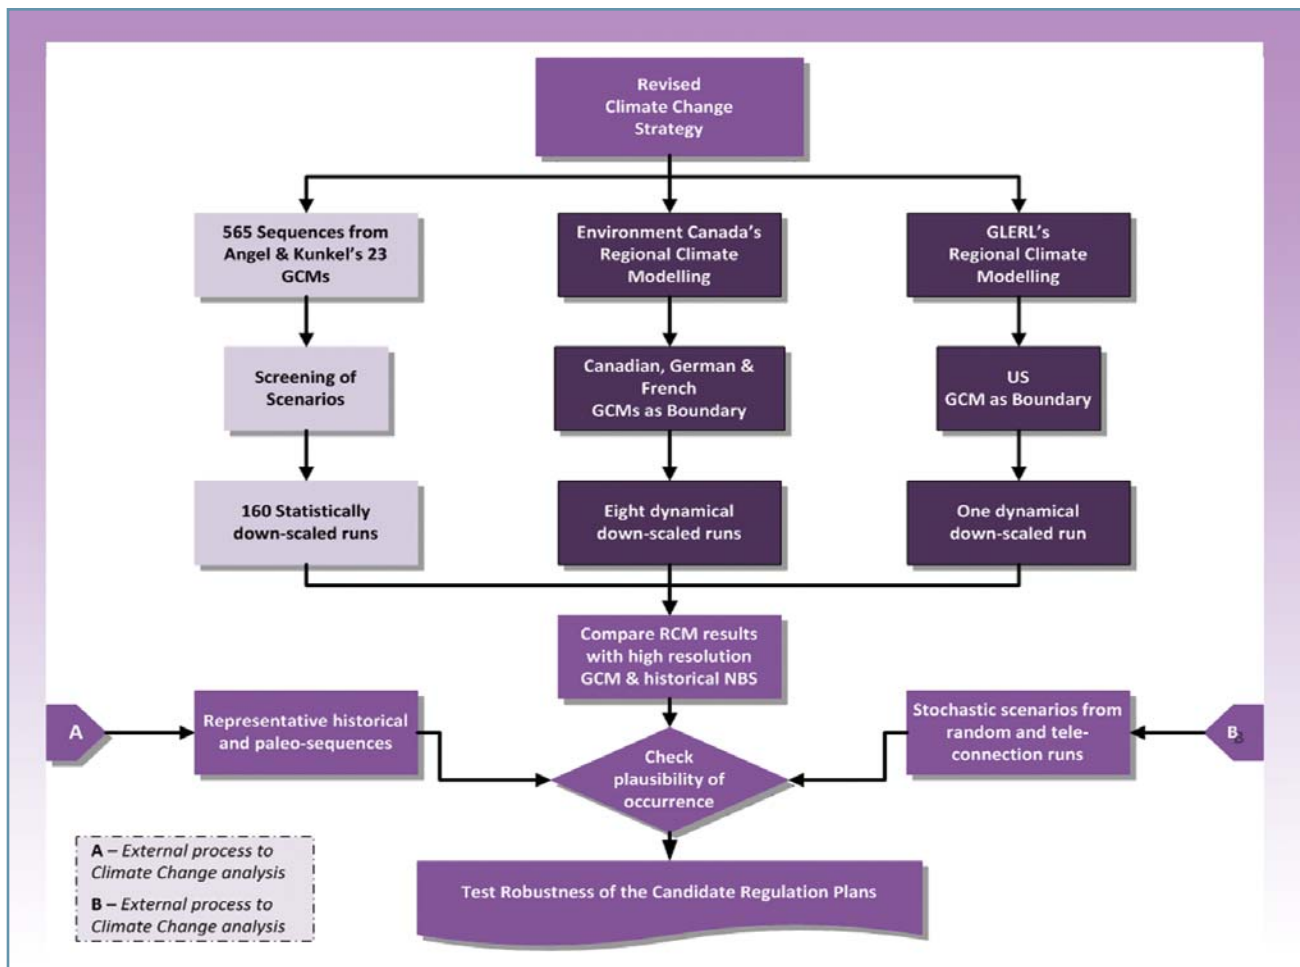 Revised
Climate Change
Strategy
565 Sequences from
Angel & Kunkel's 23
GCMs
Environment Canada's
Regional Climate
Modelling
GLERL's
Regional Climate
Modelling
Screening of
Scenarios
Canadian, German &
French
GCMs as Boundary
US
GCM as Boundary
160 Statistically
down-scaled runs
Eight dynamical
down-scaled runs
One dynamical
down-scaled run
Compare RCM results
with high resolution
GCM & historical NBS
A
Representative historical
and paleo-sequences
Stochastic scenarios from
random and tele-
connection runs
B
Check
plausibility of
occurrence
A – External process to
Climate Change analysis
B – External process to
Climate Change analysis
Test Robustness of the Candidate Regulation Plans